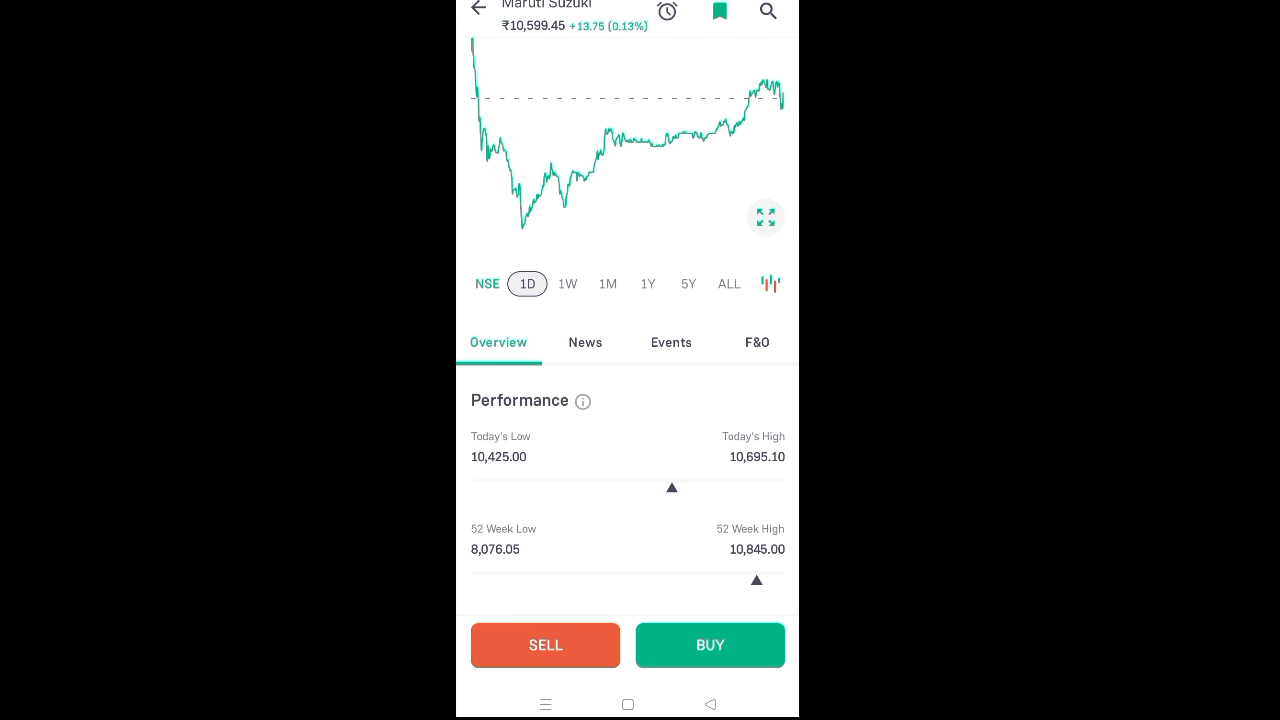 Maruti Suzuki
₹10,599.45 +13.75 (0.13%)
NSE 1D 1W 1M 1Y 5Y ALL
Overview News Events F&O
Performance
Today's Low Today's High
10,425.00 10,695.10
52 Week Low 52 Week High
8,076.05 10,845.00
SELL BUY